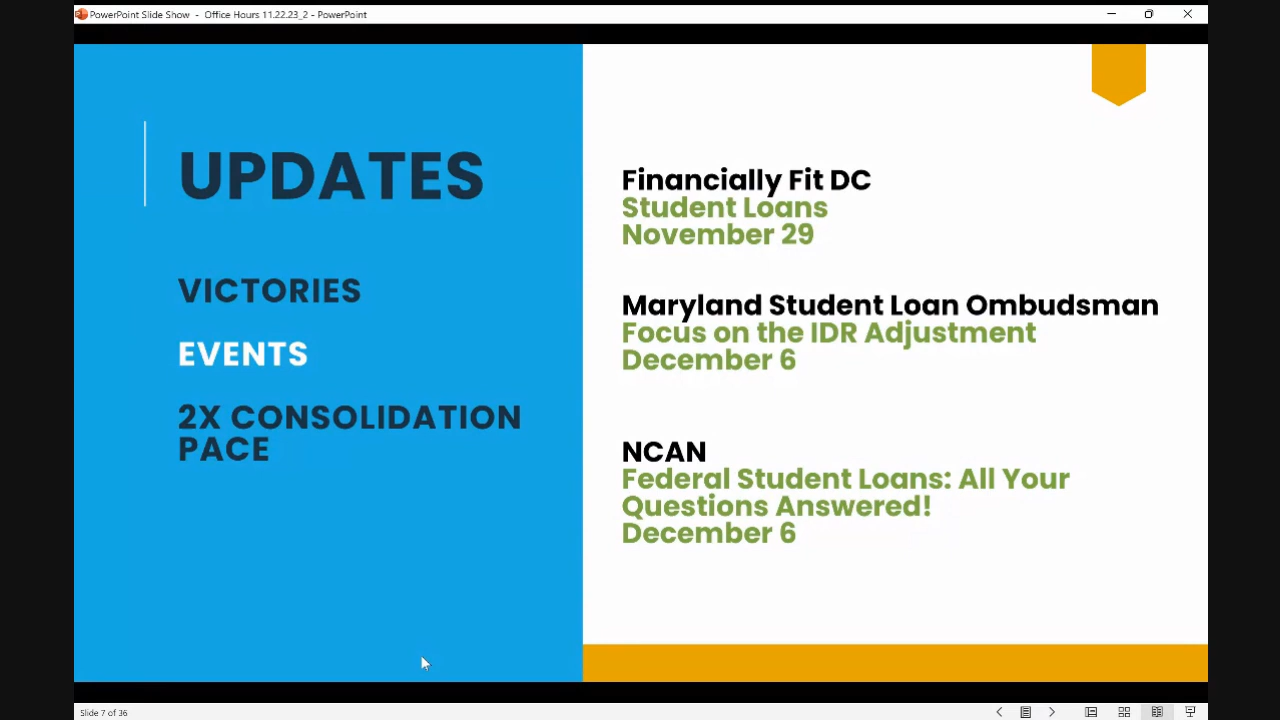 PowerPoint Slide Show - Office Hours 11.22.23_2 - PowerPoint
UPDATES
VICTORIES
EVENTS
2X CONSOLIDATION
PACE
Financially Fit DC
Student Loans
November 29
Maryland Student Loan Ombudsman
Focus on the IDR Adjustment
December 6
NCAN
Federal Student Loans: All Your
Questions Answered!
December 6
Slide 7 of 36